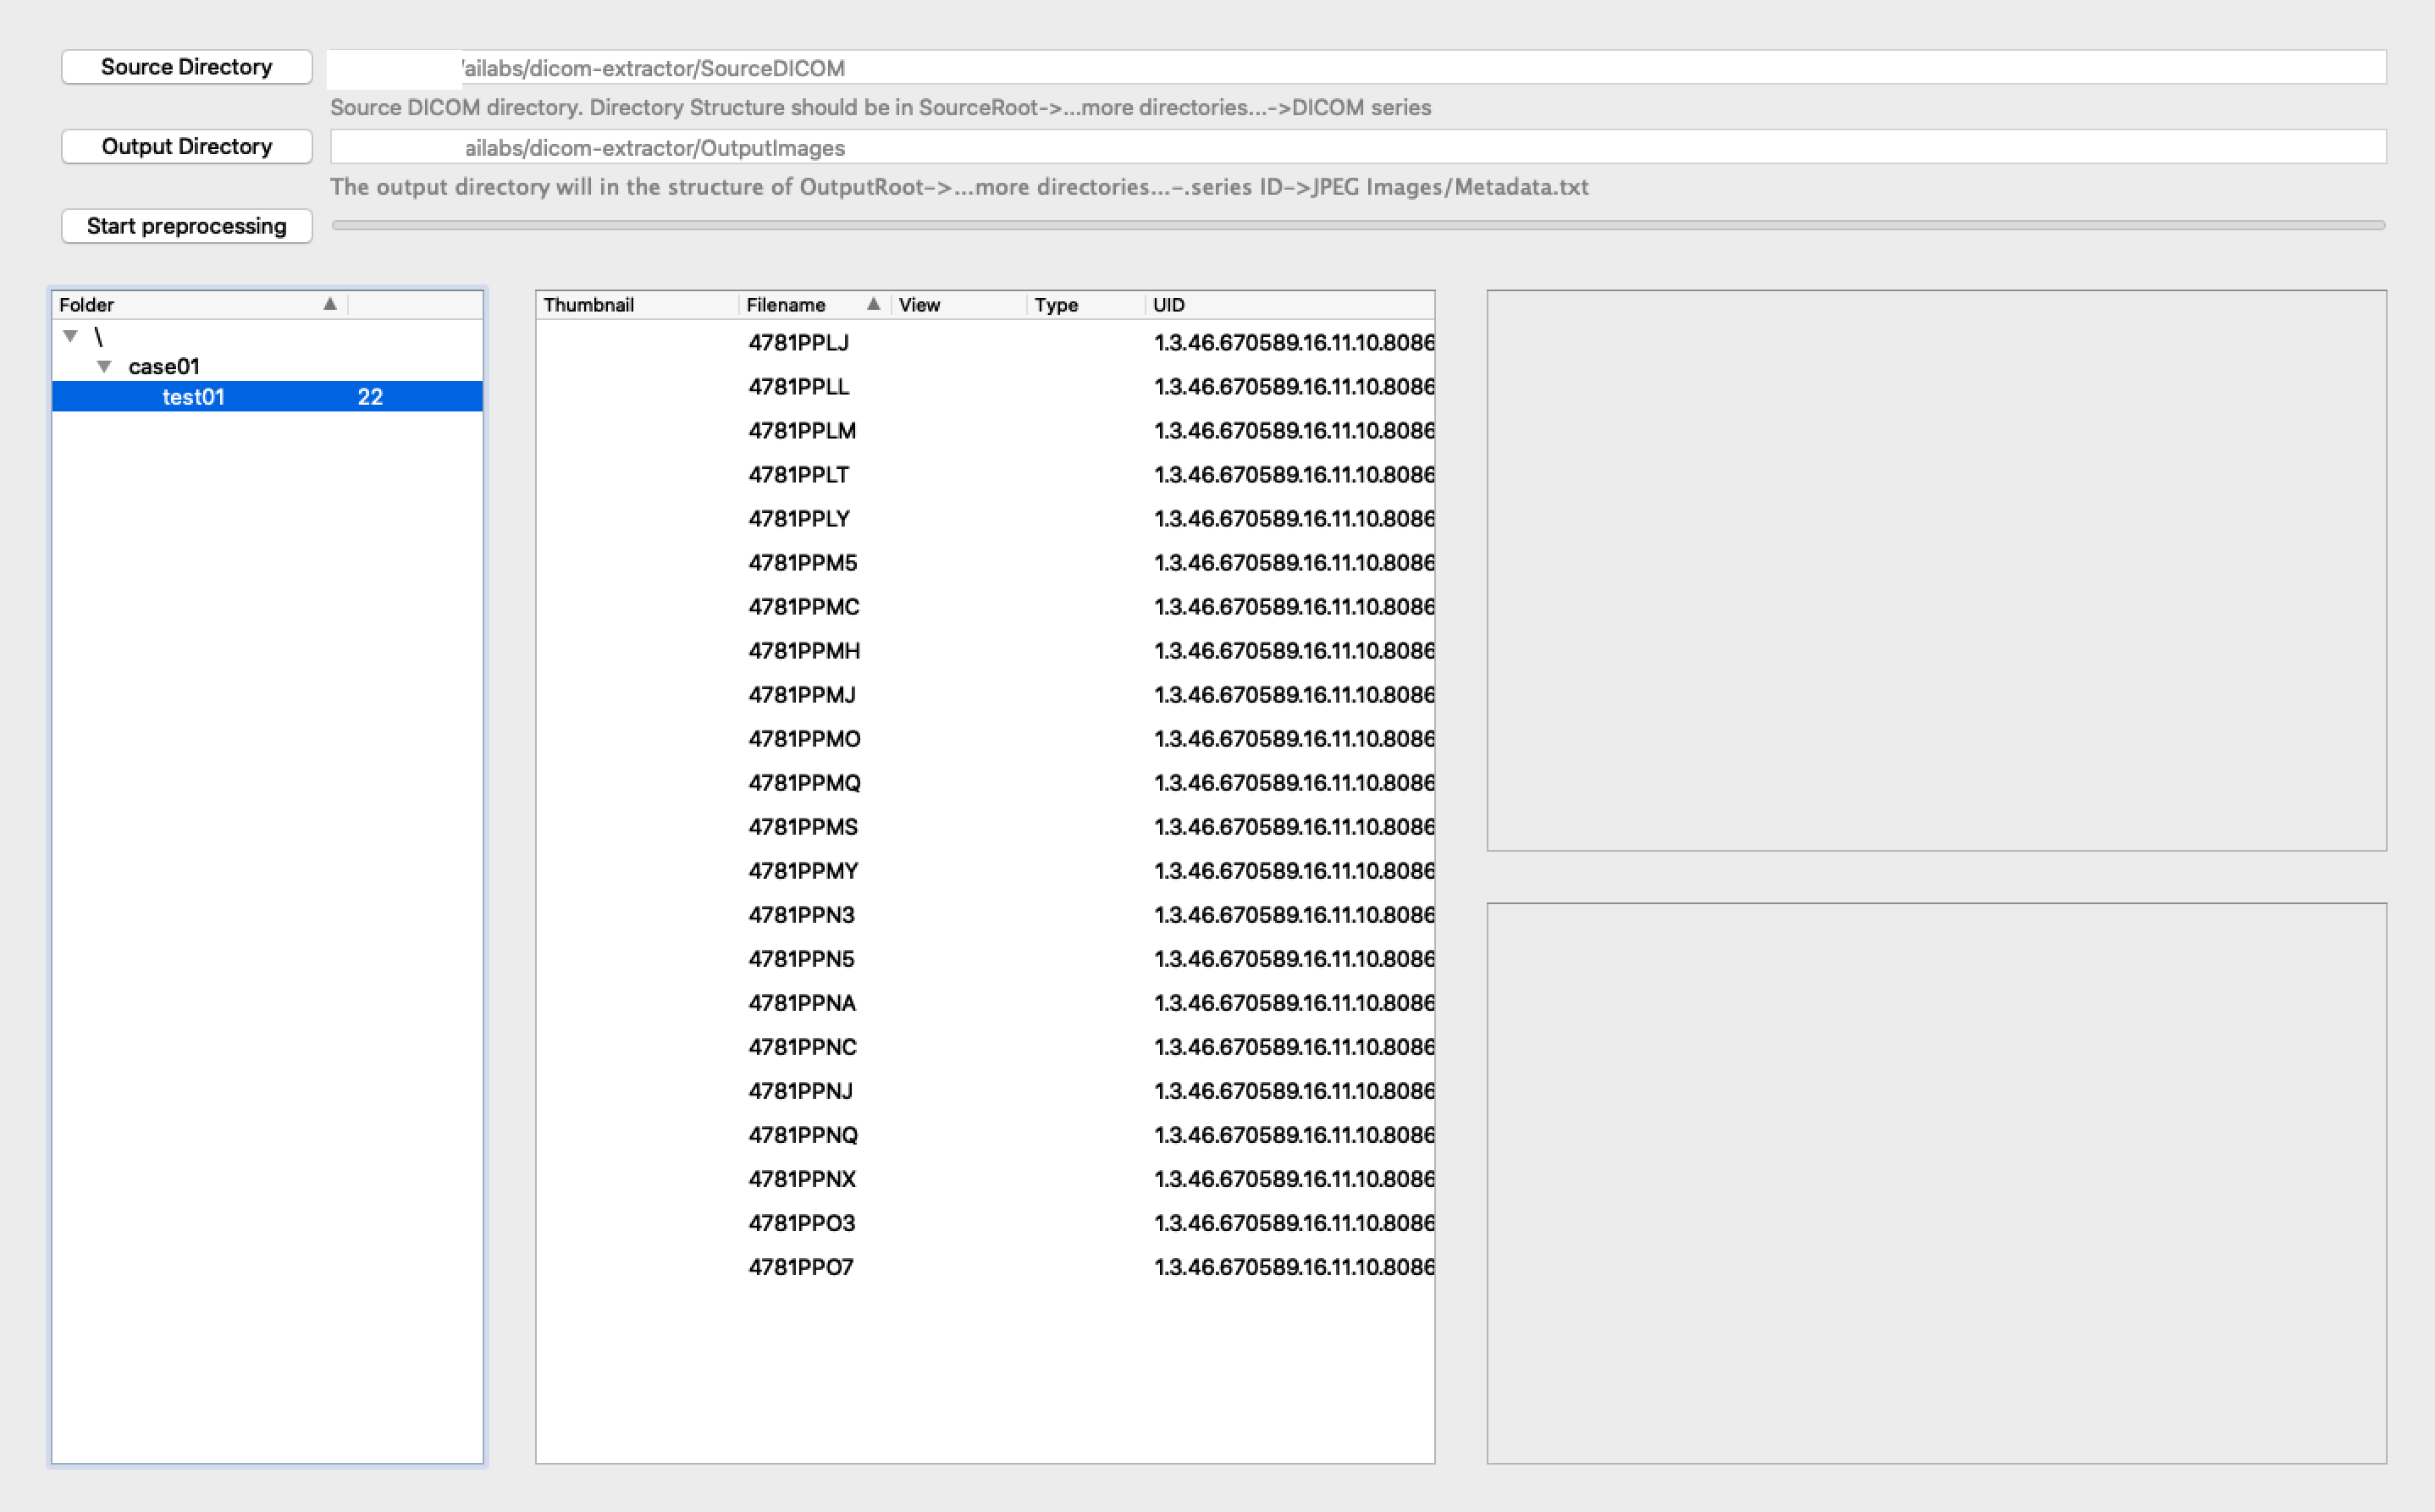 Source Directory /ailabs/dicom-extractor/SourceDICOM
Source DICOM directory. Directory Structure should be in SourceRoot->...more directories...->DICOM series
Output Directory ailabs/dicom-extractor/OutputImages
The output directory will in the structure of OutputRoot->...more directories...-.series ID->JPEG Images/Metadata.txt
Start preprocessing
Folder
\
case01
test01 22
Thumbnail Filename View Type UID
4781PPLJ 1.3.46.670589.16.11.10.8086
4781PPLL 1.3.46.670589.16.11.10.8086
4781PPLM 1.3.46.670589.16.11.10.8086
4781PPLT 1.3.46.670589.16.11.10.8086
4781PPLY 1.3.46.670589.16.11.10.8086
4781PPM5 1.3.46.670589.16.11.10.8086
4781PPMC 1.3.46.670589.16.11.10.8086
4781PPMH 1.3.46.670589.16.11.10.8086
4781PPMJ 1.3.46.670589.16.11.10.8086
4781PPMO 1.3.46.670589.16.11.10.8086
4781PPMQ 1.3.46.670589.16.11.10.8086
4781PPMS 1.3.46.670589.16.11.10.8086
4781PPMY 1.3.46.670589.16.11.10.8086
4781PPN3 1.3.46.670589.16.11.10.8086
4781PPN5 1.3.46.670589.16.11.10.8086
4781PPNA 1.3.46.670589.16.11.10.8086
4781PPNC 1.3.46.670589.16.11.10.8086
4781PPNJ 1.3.46.670589.16.11.10.8086
4781PPNQ 1.3.46.670589.16.11.10.8086
4781PPNX 1.3.46.670589.16.11.10.8086
4781PPO3 1.3.46.670589.16.11.10.8086
4781PPO7 1.3.46.670589.16.11.10.8086